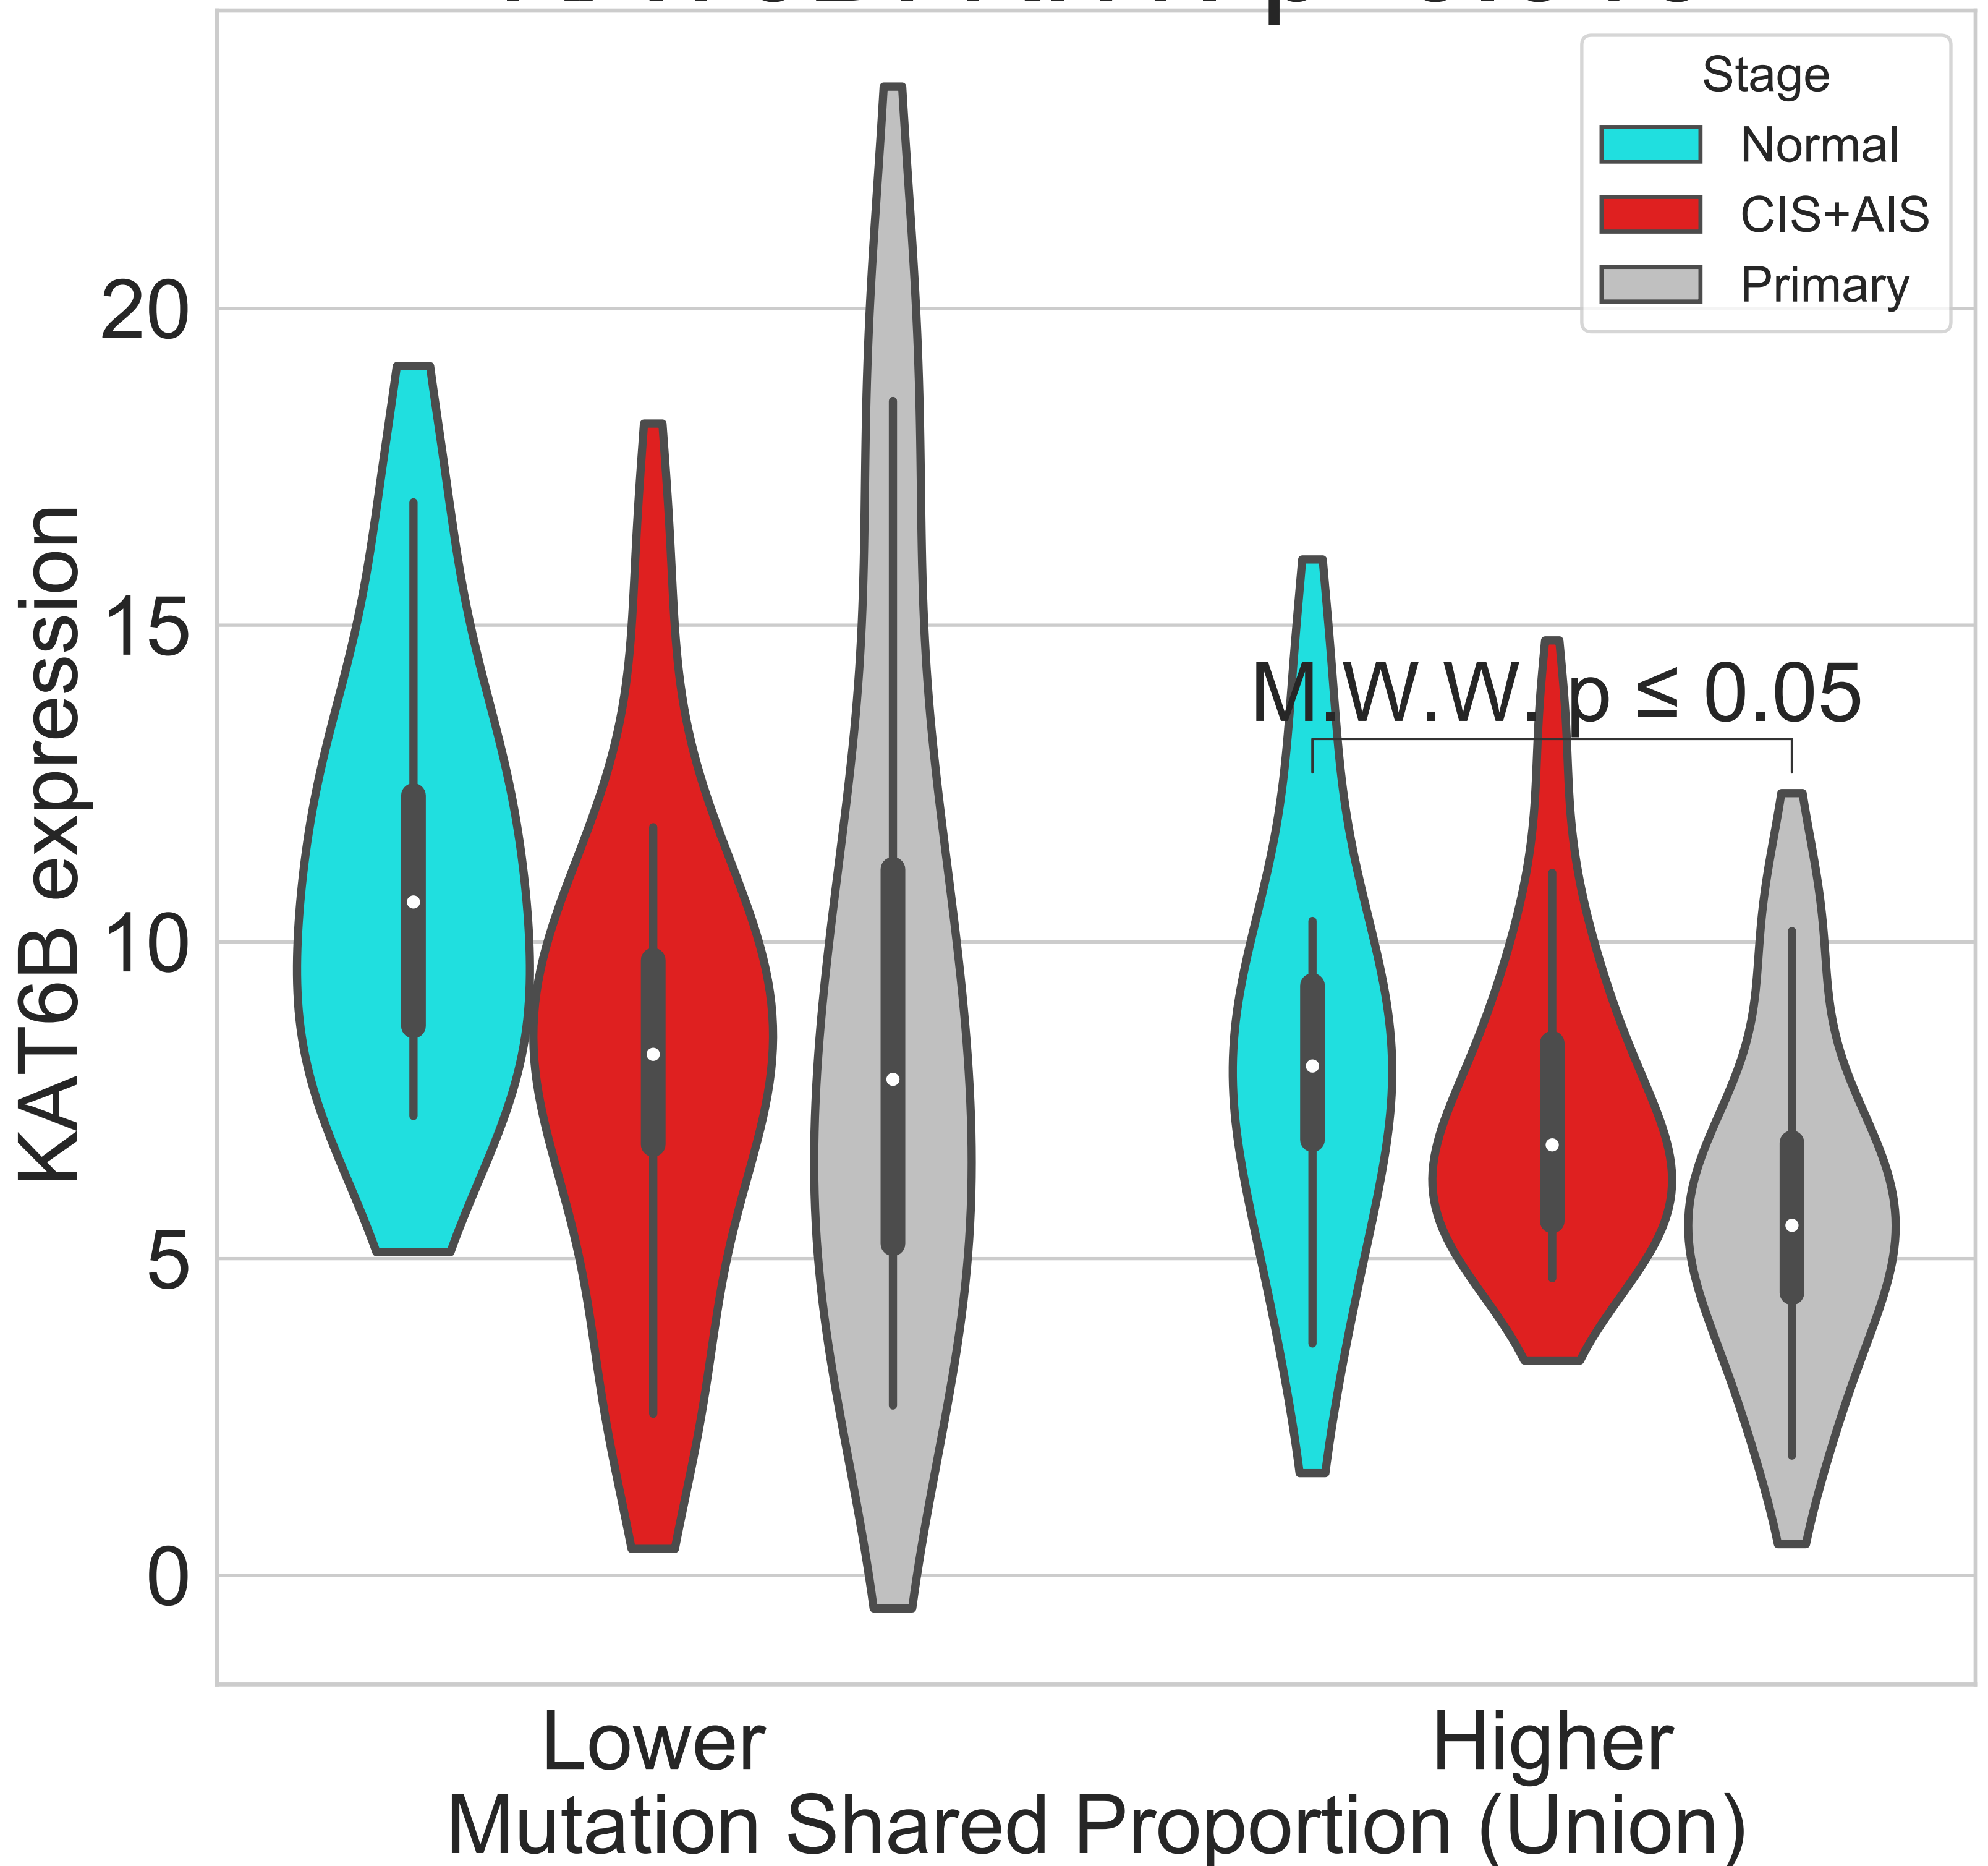 Stage
Normal
CIS+AIS
Primary
20
15
10
5
0
KAT6B expression
M.W.W. p ≤ 0.05
Lower
Higher
Mutation Shared Proportion (Union)